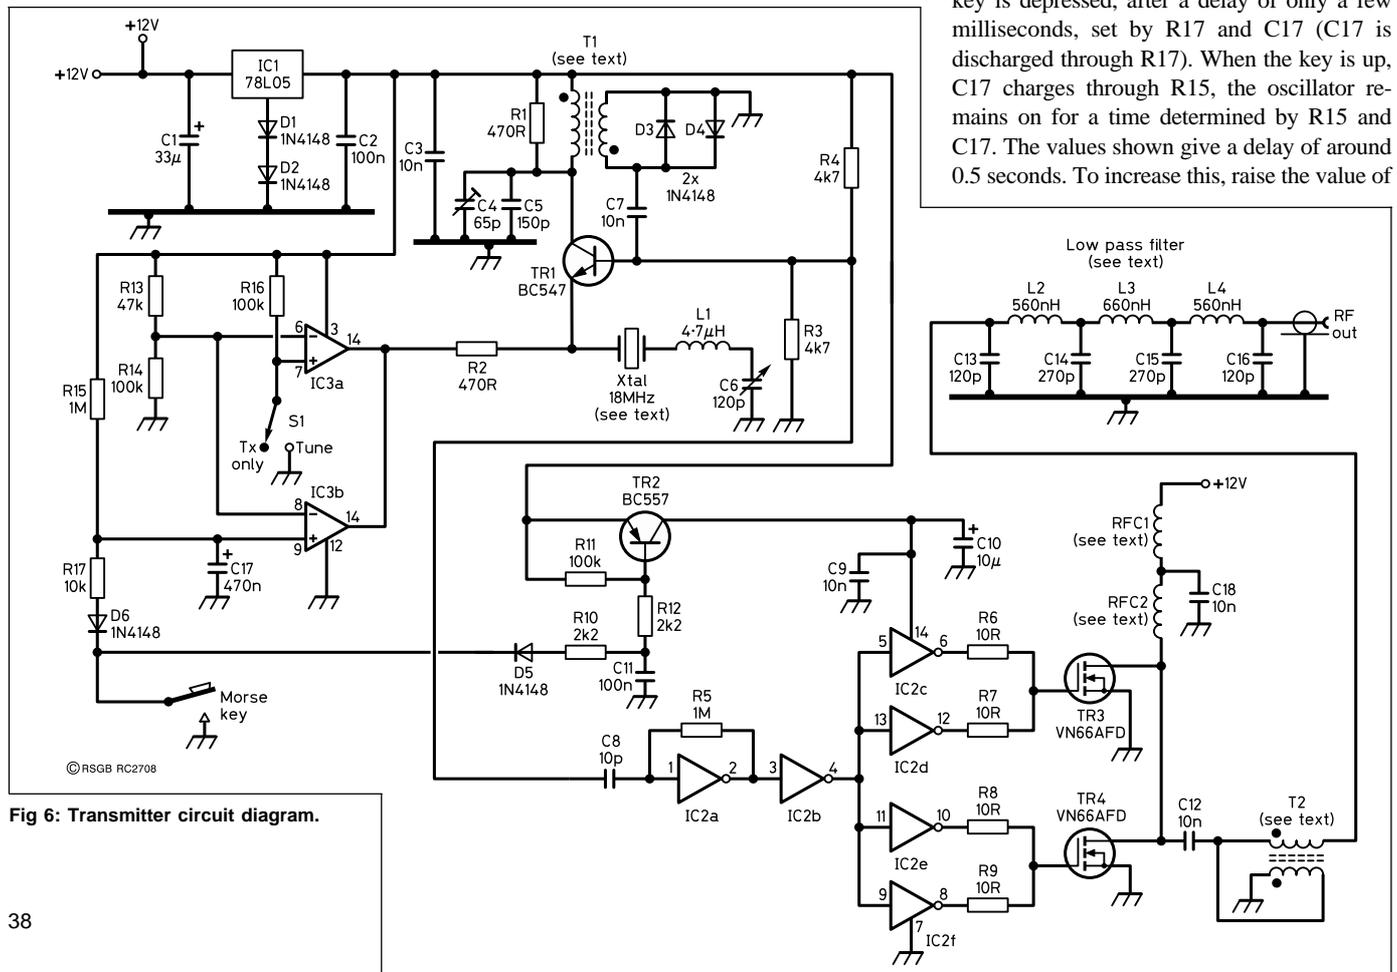 key is depressed, after a delay of only a few
milliseconds, set by R17 and C17 (C17 is
discharged through R17). When the key is up,
C17 charges through R15, the oscillator re-
mains on for a time determined by R15 and
C17. The values shown give a delay of around
0.5 seconds. To increase this, raise the value of
+12V
+12V
IC1
78L05
D1
1N4148
D2
1N4148
C1
33µ
+
C2
100n
C3
10n
R1
470R
T1
(see text)
D3
D4
2x
1N4148
C4
65p
C5
150p
C7
10n
R4
4k7
TR1
BC547
R3
4k7
R13
47k
R16
100k
R14
100k
R15
1M
6
7
3
14
–
+
IC3a
R2
470R
Xtal
18MHz
(see text)
L1
4·7µH
C6
120p
S1
Tx
only
Tune
IC3b
8
9
12
14
–
+
R17
10k
C17
470n
+
D6
1N4148
Morse
key
TR2
BC557
R11
100k
R12
2k2
R10
2k2
D5
1N4148
C11
100n
C9
10n
C10
10µ
+
Low pass filter
(see text)
L2
560nH
L3
660nH
L4
560nH
RF
out
C13
120p
C14
270p
C15
270p
C16
120p
+12V
RFC1
(see text)
RFC2
(see text)
C18
10n
5
14
6
IC2c
R6
10R
13
12
IC2d
R7
10R
TR3
VN66AFD
C8
10p
R5
1M
1
2
IC2a
3
4
IC2b
11
10
IC2e
R8
10R
9
8
7
IC2f
R9
10R
TR4
VN66AFD
C12
10n
T2
(see text)
©RSGB RC2708
Fig 6: Transmitter circuit diagram.
38